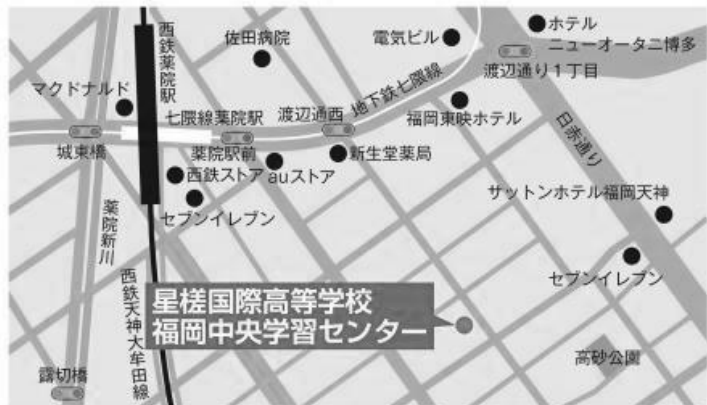 西鉄薬院駅
佐田病院
電気ビル
ホテル
ニューオータニ博多
渡辺通り1丁目
マクドナルド
七隈線薬院駅
渡辺通西
地下鉄七隈線
福岡東映ホテル
日赤通り
城東橋
薬院駅前
新生堂薬局
西鉄ストア
auストア
セブンイレブン
サットンホテル福岡天神
薬院新川
西鉄天神大牟田線
セブンイレブン
星槎国際高等学校
福岡中央学習センター
高砂公園
露切橋